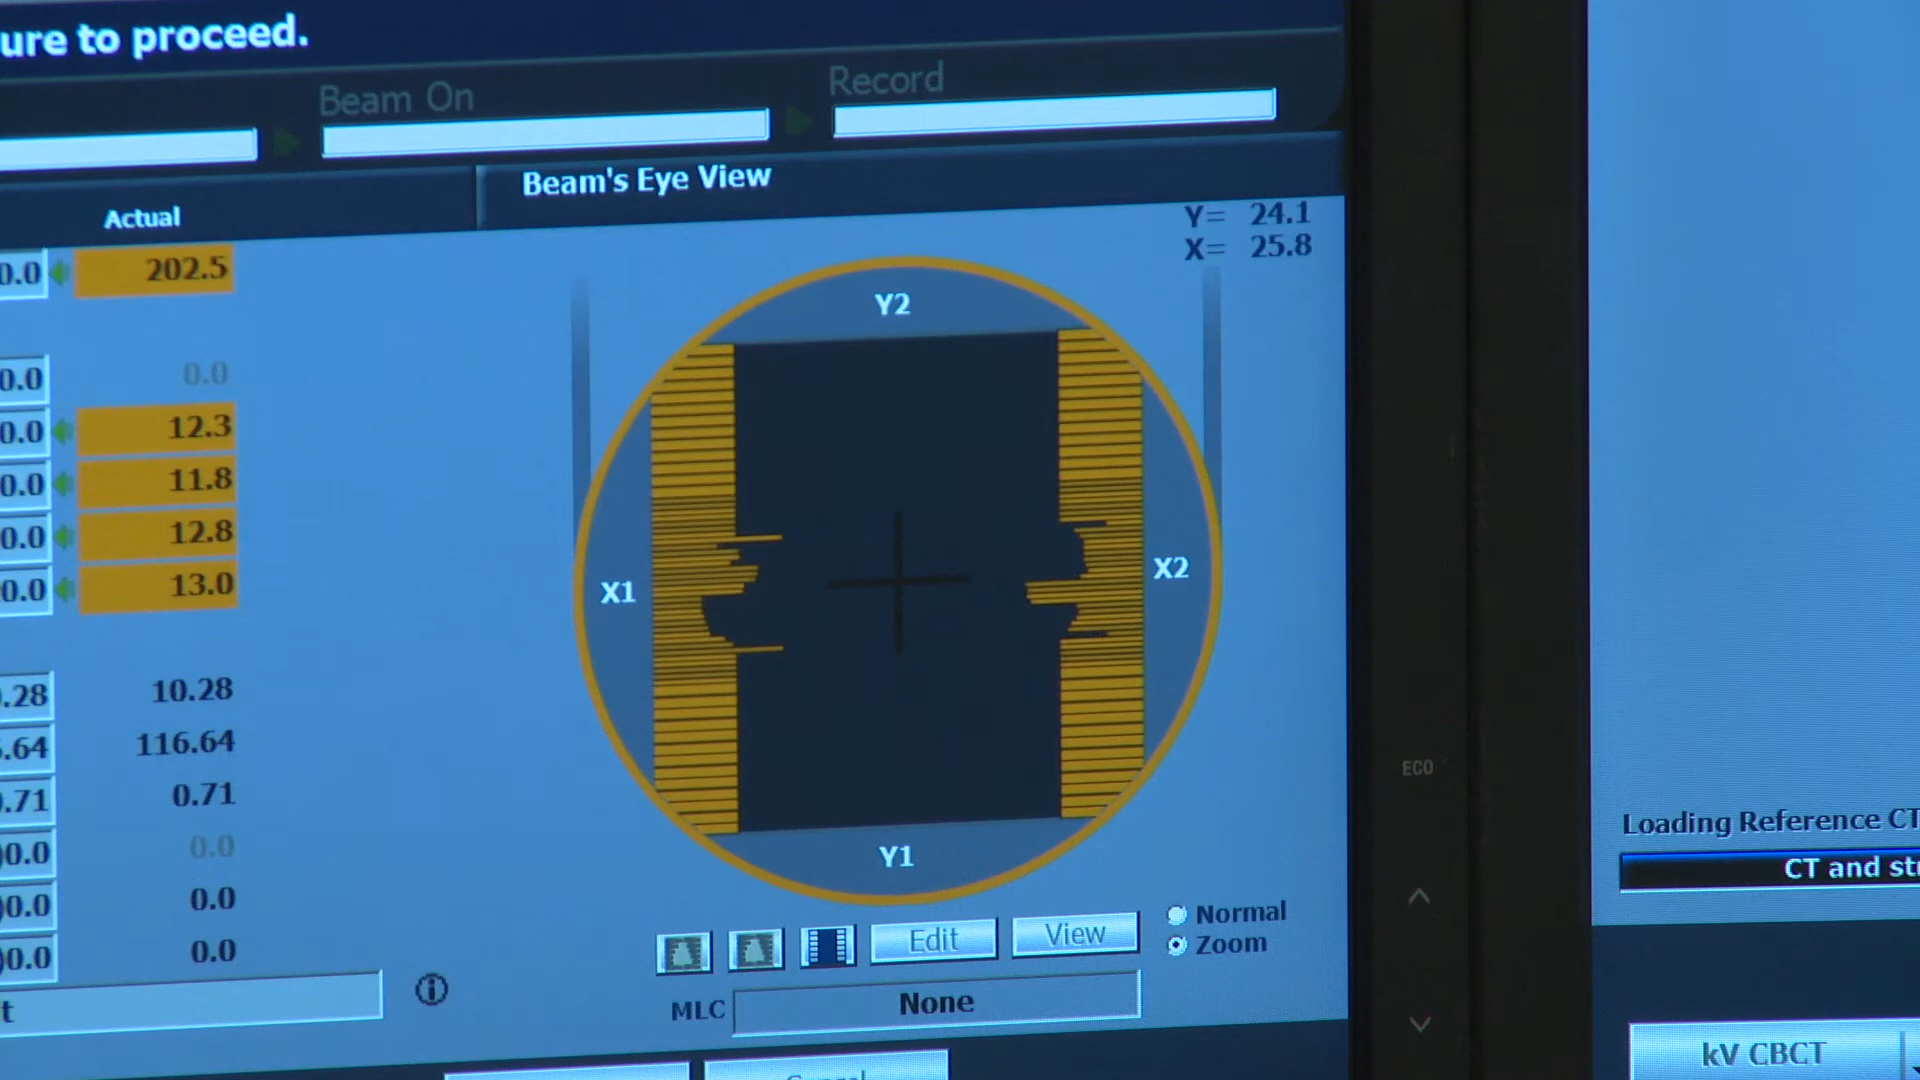 ure to proceed.
Beam On
Record
Actual
Beam's Eye View
Y= 24.1
X= 25.8
0.0 202.5
0.0 0.0
0.0 12.3
0.0 11.8
0.0 12.8
0.0 13.0
.28 10.28
.64 116.64
.71 0.71
0.0 0.0
0.0 0.0
0.0 0.0
t
Y2
X1
X2
Y1
Edit
View
Normal
Zoom
MLC None
ECO
Loading Reference CT
CT and str
kV CBCT